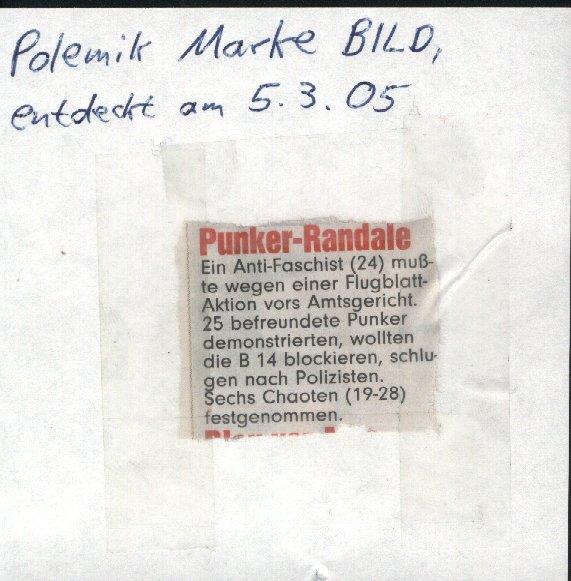 Polemik Marke BILD,
entdeckt am 5.3.05
Punker-Randale
Ein Anti-Faschist (24) muß-
te wegen einer Flugblatt-
Aktion vors Amtsgericht.
25 befreundete Punker
demonstrierten, wollten
die B 14 blockieren, schlu-
gen nach Polizisten.
Sechs Chaoten (19-28)
festgenommen.